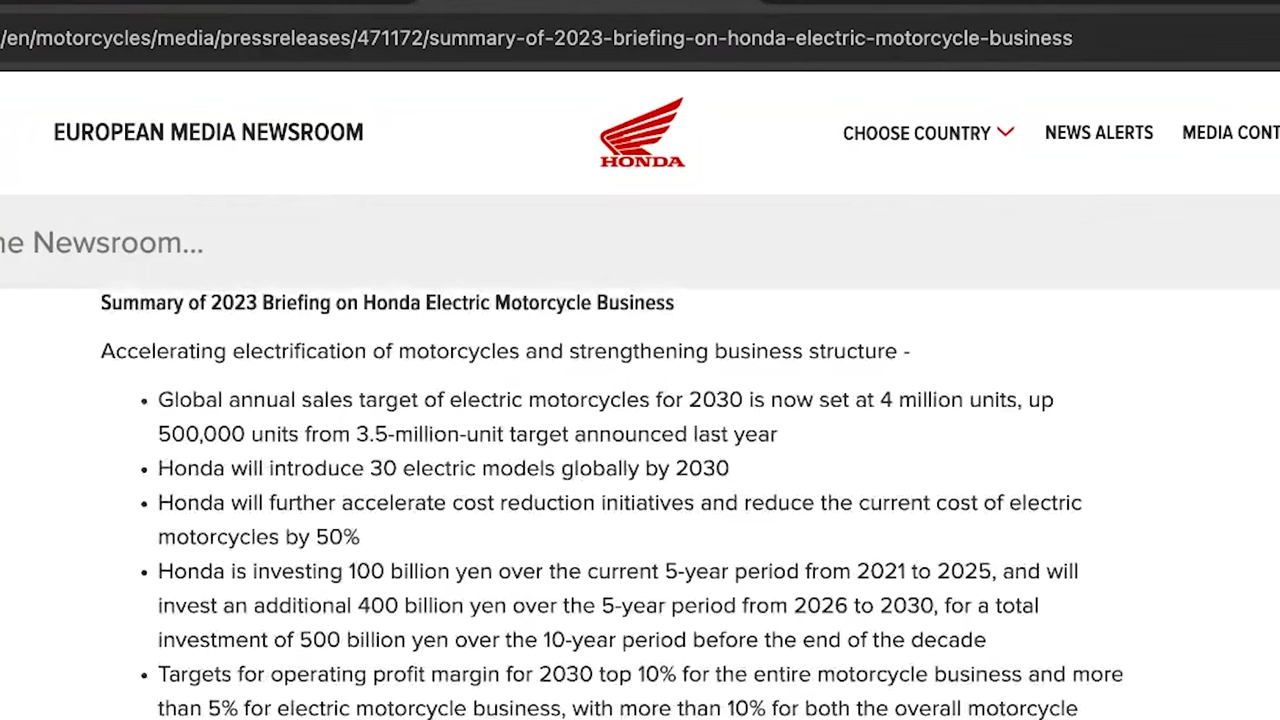 /en/motorcycles/media/pressreleases/471172/summary-of-2023-briefing-on-honda-electric-motorcycle-business
EUROPEAN MEDIA NEWSROOM
HONDA
CHOOSE COUNTRY
NEWS ALERTS
MEDIA CONT
ne Newsroom...
Summary of 2023 Briefing on Honda Electric Motorcycle Business
Accelerating electrification of motorcycles and strengthening business structure -
• Global annual sales target of electric motorcycles for 2030 is now set at 4 million units, up
500,000 units from 3.5-million-unit target announced last year
• Honda will introduce 30 electric models globally by 2030
• Honda will further accelerate cost reduction initiatives and reduce the current cost of electric
motorcycles by 50%
• Honda is investing 100 billion yen over the current 5-year period from 2021 to 2025, and will
invest an additional 400 billion yen over the 5-year period from 2026 to 2030, for a total
investment of 500 billion yen over the 10-year period before the end of the decade
• Targets for operating profit margin for 2030 top 10% for the entire motorcycle business and more
than 5% for electric motorcycle business, with more than 10% for both the overall motorcycle